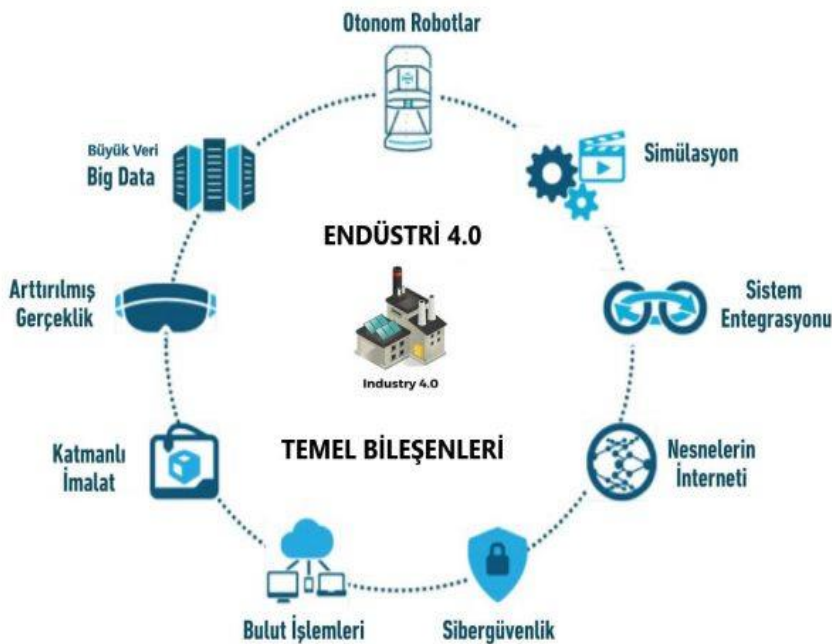 Otonom Robotlar
Büyük Veri
Big Data
Simülasyon
ENDÜSTRİ 4.0
Arttırılmış
Gerçeklik
Sistem
Entegrasyonu
Industry 4.0
TEMEL BİLEŞENLERİ
Katmanlı
İmalat
Nesnelerin
İnterneti
Bulut İşlemleri
Sibergüvenlik